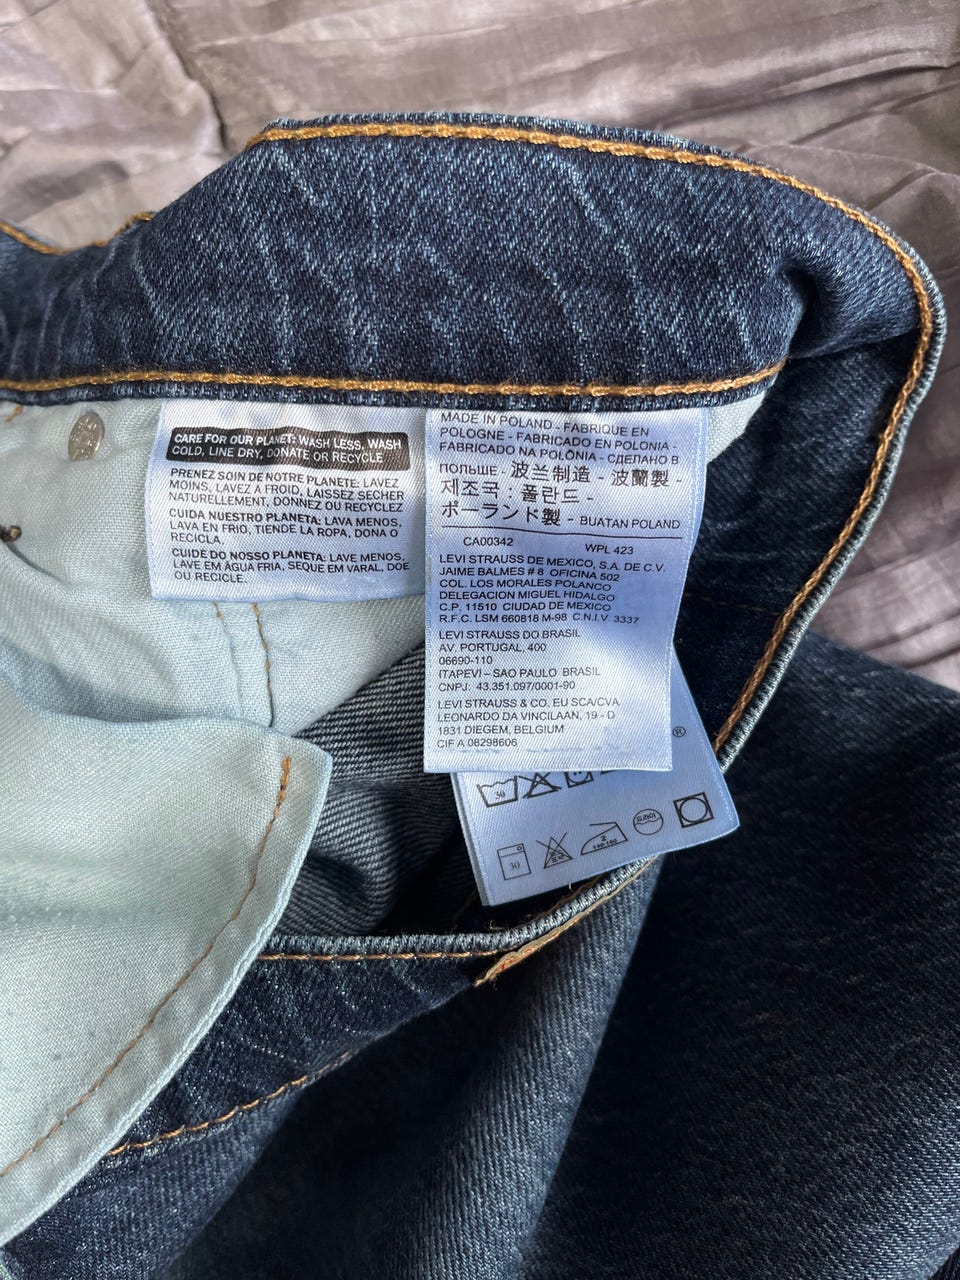 CARE FOR OUR PLANET: WASH LESS, WASH
COLD, LINE DRY, DONATE OR RECYCLE
PRENEZ SOIN DE NOTRE PLANETE: LAVEZ
MOINS, LAVEZ A FROID, LAISSEZ SECHER
NATURELLEMENT, DONNEZ OU RECYCLEZ
CUIDA NUESTRO PLANETA: LAVA MENOS,
LAVA EN FRIO, TIENDE LA ROPA, DONA O
RECICLA.
CUIDE DO NOSSO PLANETA: LAVE MENOS,
LAVE EM ÁGUA FRIA, SEQUE EM VARAL, DOE
OU RECICLE.
MADE IN POLAND - FABRIQUE EN
POLOGNE - FABRICADO EN POLONIA -
FABRICADO NA POLÔNIA - СДЕЛАНО В
ПОЛЬШЕ - 波兰制造 - 波蘭製 -
제조국 : 폴란드 -
ポーランド製 - BUATAN POLAND
CA00342 WPL 423
LEVI STRAUSS DE MEXICO, S.A. DE C.V.
JAIME BALMES # 8 OFICINA 502
COL. LOS MORALES POLANCO
DELEGACION MIGUEL HIDALGO
C.P. 11510 CIUDAD DE MEXICO
R.F.C. LSM 660818 M-98 C.N.I.V. 3337
LEVI STRAUSS DO BRASIL
AV. PORTUGAL, 400
06690-110
ITAPEVI – SAO PAULO BRASIL
CNPJ: 43.351.097/0001-90
LEVI STRAUSS & CO. EU SCA/CVA
LEONARDO DA VINCILAAN, 19 - D
1831 DIEGEM, BELGIUM
CIF A 08298606
®
30
30 2